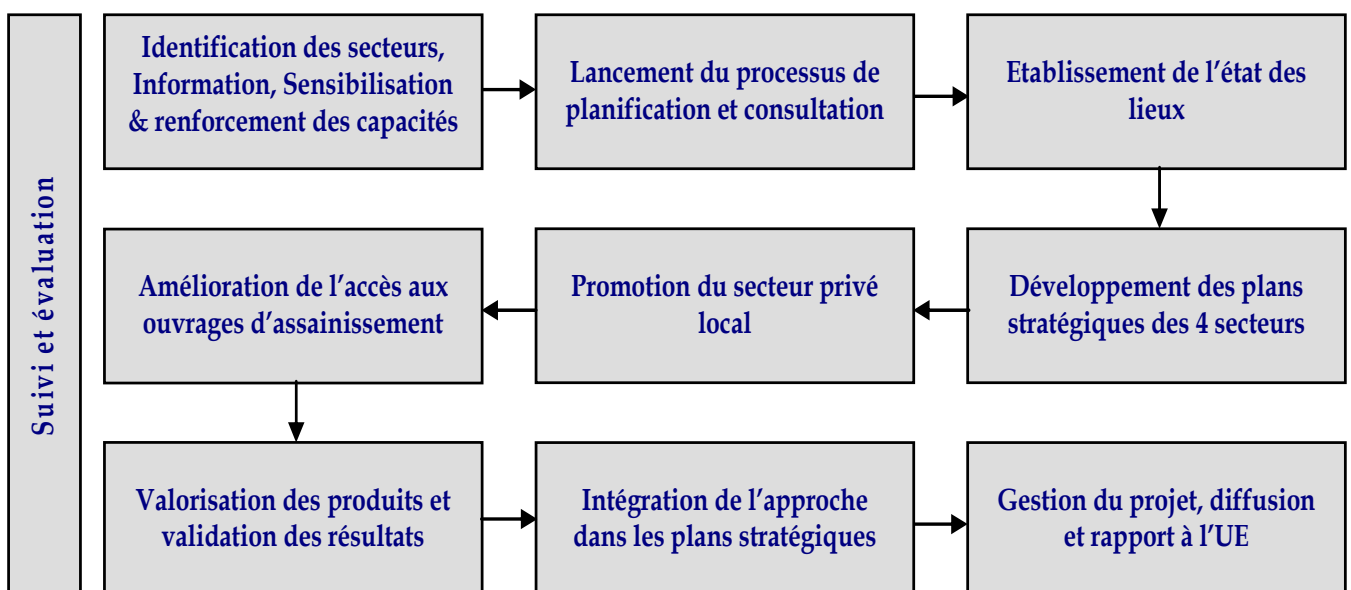 Suivi et évaluation
Identification des secteurs,
Information, Sensibilisation
& renforcement des capacités
Lancement du processus de
planification et consultation
Etablissement de l’état des
lieux
Développement des plans
stratégiques des 4 secteurs
Promotion du secteur privé
local
Amélioration de l’accès aux
ouvrages d’assainissement
Valorisation des produits et
validation des résultats
Intégration de l’approche
dans les plans stratégiques
Gestion du projet, diffusion
et rapport à l’UE